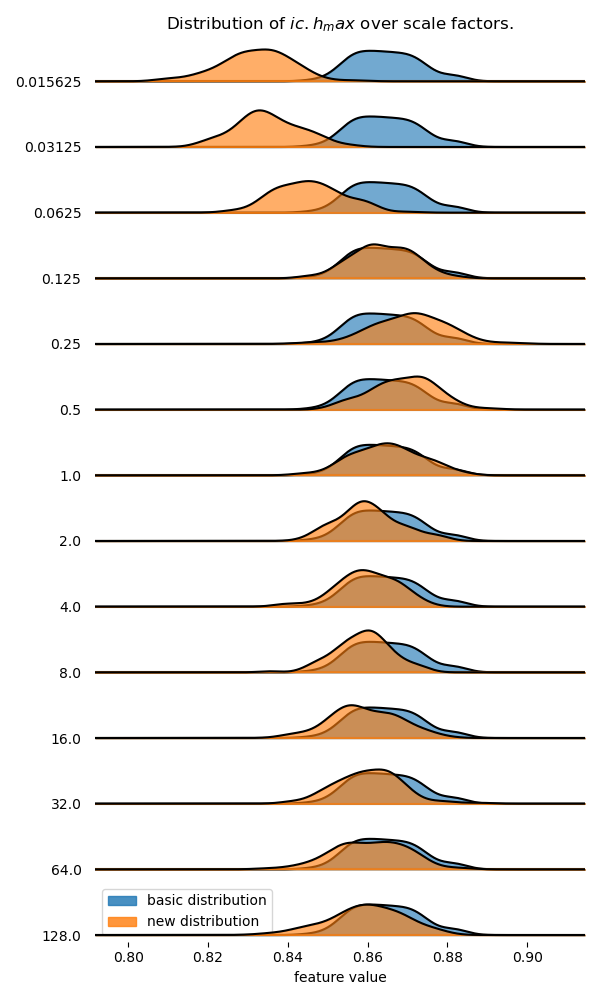 Distribution of ic.h_max over scale factors.
0.015625
0.03125
0.0625
0.125
0.25
0.5
1.0
2.0
4.0
8.0
16.0
32.0
64.0
128.0
basic distribution
new distribution
0.80 0.82 0.84 0.86 0.88 0.90
feature value